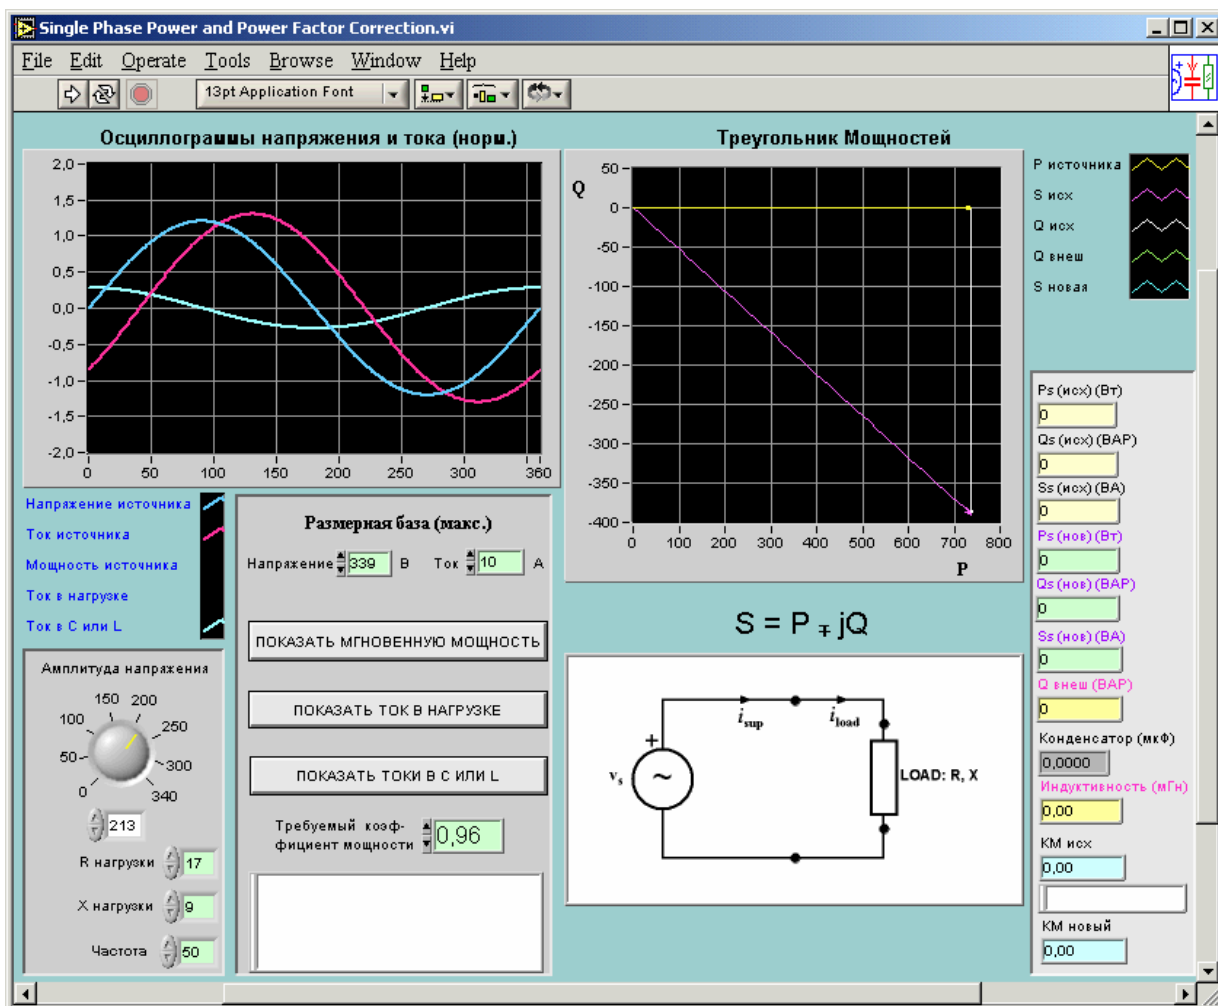 Single Phase Power and Power Factor Correction.vi
File Edit Operate Tools Browse Window Help
13pt Application Font
Осциллограммы напряжения и тока (норм.)
2,0
1,5
1,0
0,5
0,0
-0,5
-1,0
-1,5
-2,0
0 50 100 150 200 250 300 360
Треугольник Мощностей
Q
50
0
-50
-100
-150
-200
-250
-300
-350
-400
0 100 200 300 400 500 600 700 800
P
P источника
S исх
Q исх
Q внеш
S новая
Напряжение источника
Ток источника
Мощность источника
Ток в нагрузке
Ток в С или L
Амплитуда напряжения
0 50 100 150 200 250 300 340
213
R нагрузки 17
X нагрузки 9
Частота 50
Размерная база (макс.)
Напряжение 339 В Ток 10 А
ПОКАЗАТЬ МГНОВЕННУЮ МОЩНОСТЬ
ПОКАЗАТЬ ТОК В НАГРУЗКЕ
ПОКАЗАТЬ ТОКИ В С ИЛИ L
Требуемый коэф-
фициент мощности 0,96
S = P ∓ jQ
i sup i load
+
v s ~
LOAD: R, X
Ps (исх) (Вт)
0
Qs (исх) (ВАР)
0
Ss (исх) (ВА)
0
Ps (нов) (Вт)
0
Qs (нов) (ВАР)
0
Ss (нов) (ВА)
0
Q внеш (ВАР)
0
Конденсатор (мкФ)
0,0000
Индуктивность (мГн)
0,00
КМ исх
0,00
КМ новый
0,00